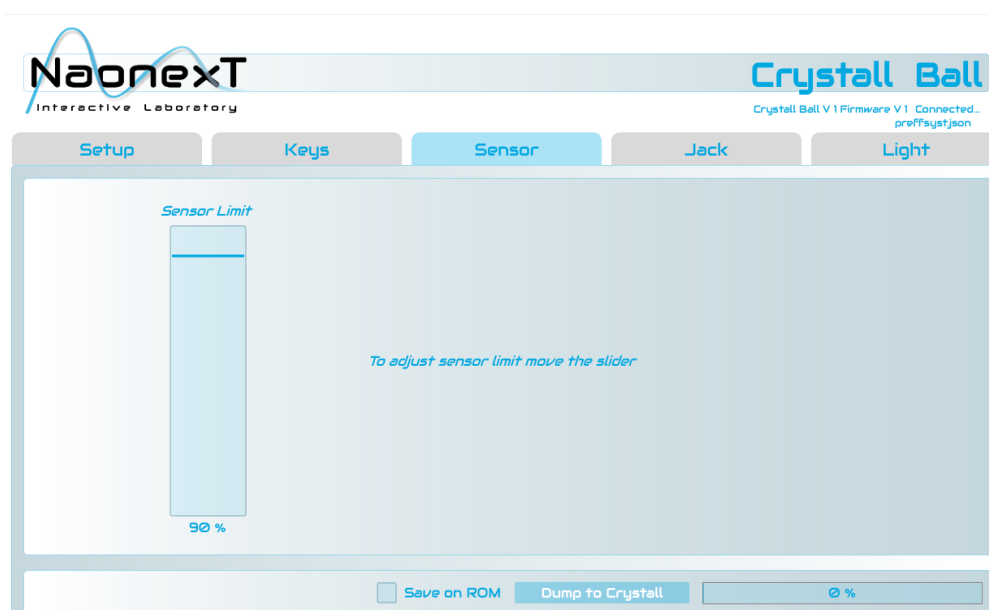 NaonexT
Interactive Laboratory
Crystall Ball
Crystall Ball V 1 Firmware V 1 Connected...
preffsystjson
Setup Keys Sensor Jack Light
Sensor Limit
To adjust sensor limit move the slider
90 %
Save on ROM Dump to Crystall 0 %